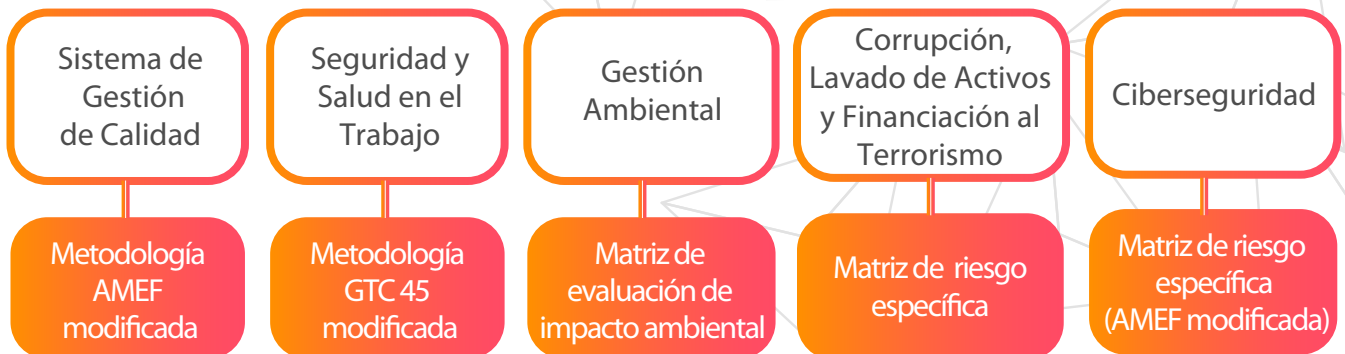 Sistema de
Gestión
de Calidad
Seguridad y
Salud en el
Trabajo
Gestión
Ambiental
Corrupción,
Lavado de Activos
y Financiación al
Terrorismo
Ciberseguridad
Metodología
AMEF
modificada
Metodología
GTC 45
modificada
Matriz de
evaluación de
impacto ambiental
Matriz de riesgo
específica
Matriz de riesgo
específica
(AMEF modificada)